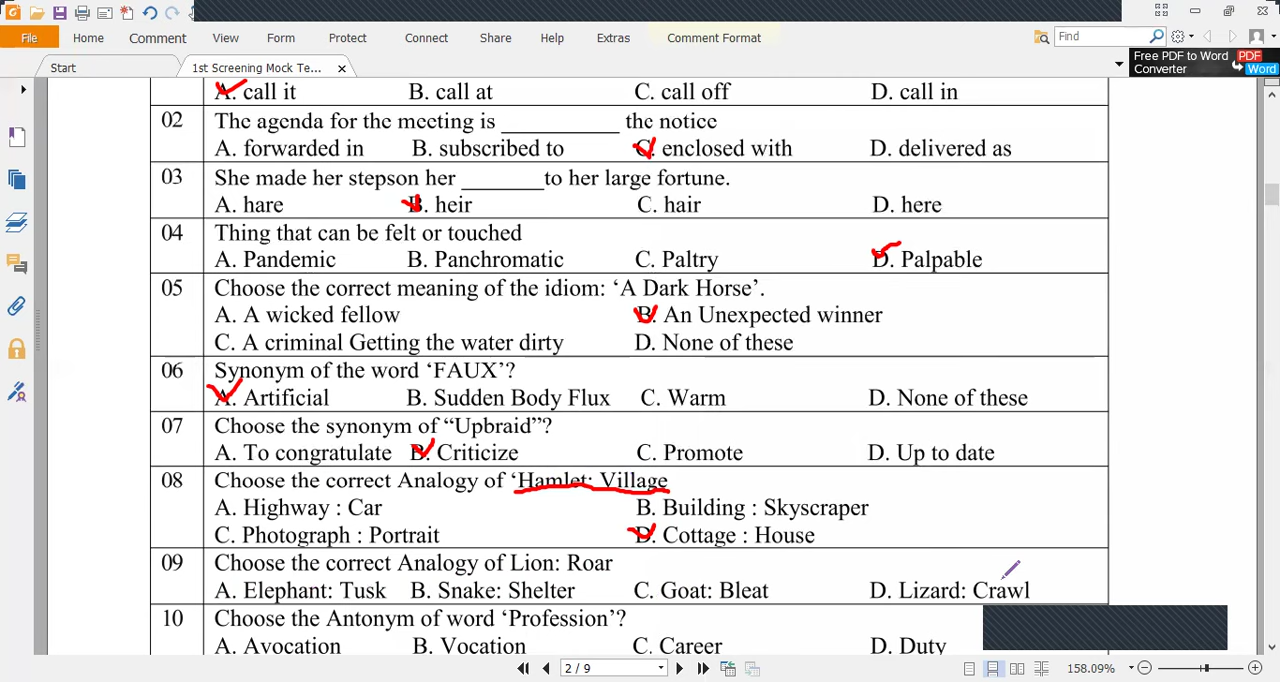 File Home Comment View Form Protect Connect Share Help Extras Comment Format Find
Start 1st Screening Mock Te... Free PDF to Word Converter PDF Word
A. call it B. call at C. call off D. call in
02 The agenda for the meeting is __________ the notice
A. forwarded in B. subscribed to C. enclosed with D. delivered as
03 She made her stepson her _______to her large fortune.
A. hare B. heir C. hair D. here
04 Thing that can be felt or touched
A. Pandemic B. Panchromatic C. Paltry D. Palpable
05 Choose the correct meaning of the idiom: ‘A Dark Horse’.
A. A wicked fellow B. An Unexpected winner
C. A criminal Getting the water dirty D. None of these
06 Synonym of the word ‘FAUX’?
A. Artificial B. Sudden Body Flux C. Warm D. None of these
07 Choose the synonym of “Upbraid”?
A. To congratulate B. Criticize C. Promote D. Up to date
08 Choose the correct Analogy of ‘Hamlet: Village
A. Highway : Car B. Building : Skyscraper
C. Photograph : Portrait D. Cottage : House
09 Choose the correct Analogy of Lion: Roar
A. Elephant: Tusk B. Snake: Shelter C. Goat: Bleat D. Lizard: Crawl
10 Choose the Antonym of word ‘Profession’?
A. Avocation B. Vocation C. Career D. Duty
2 / 9 158.09%